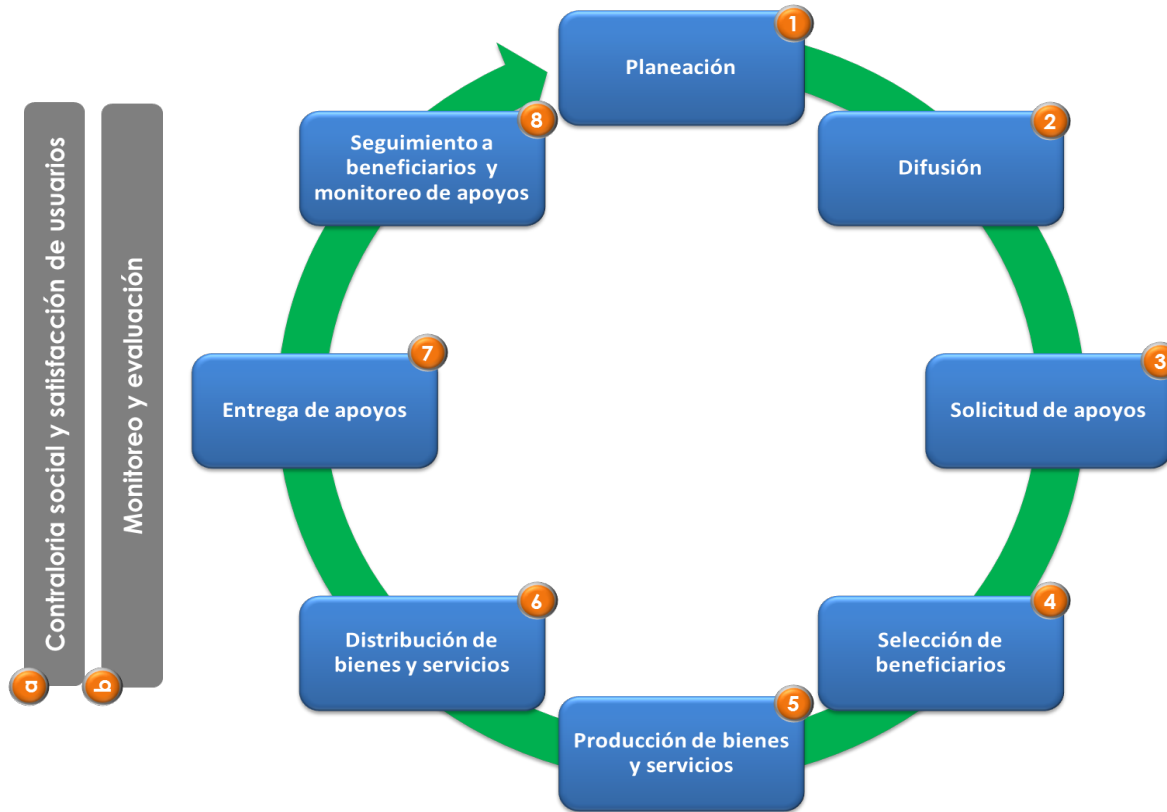 1
Planeación
2
Difusión
3
Solicitud de apoyos
4
Selección de
beneficiarios
5
Producción de bienes
y servicios
6
Distribución de
bienes y servicios
7
Entrega de apoyos
8
Seguimiento a
beneficiarios y
monitoreo de apoyos
a
Contraloria social y satisfacción de usuarios
b
Monitoreo y evaluación